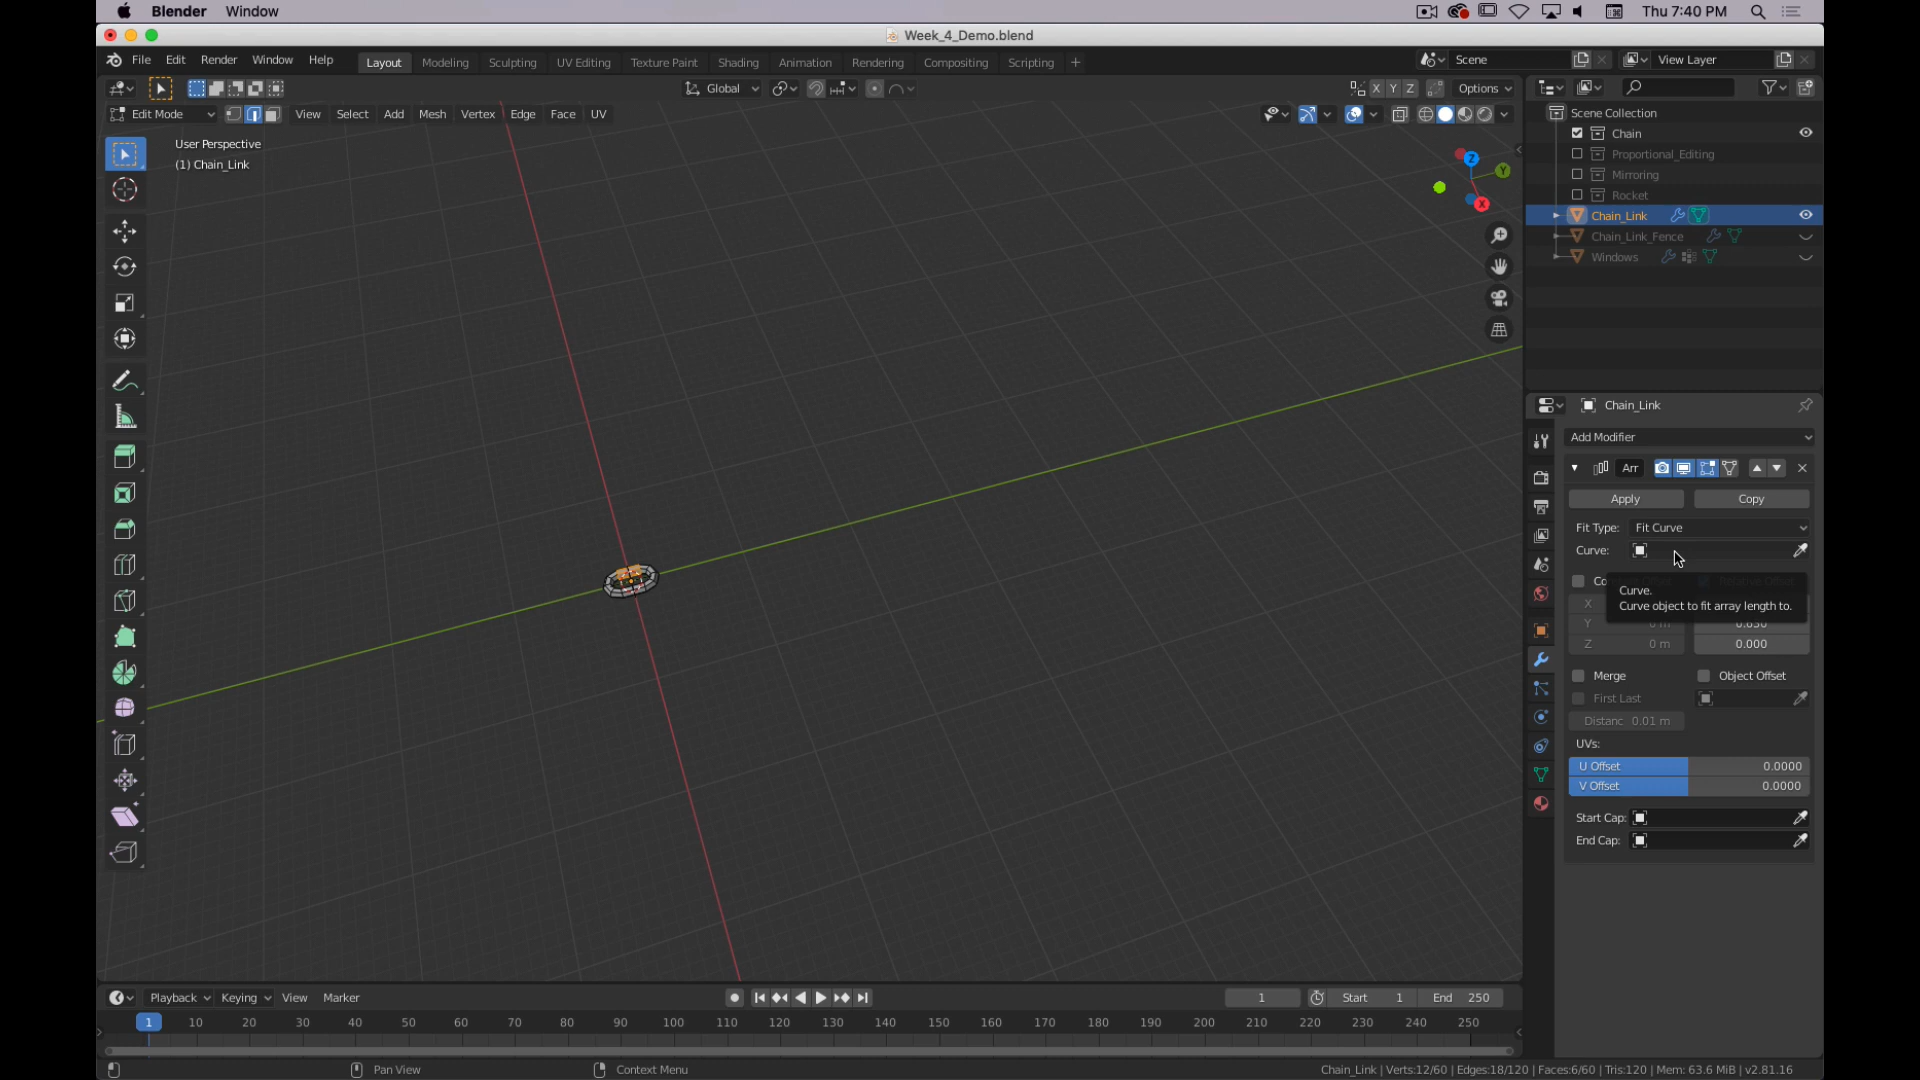 Blender Window Thu 7:40 PM
Week_4_Demo.blend
File Edit Render Window Help Layout Modeling Sculpting UV Editing Texture Paint Shading Animation Rendering Compositing Scripting + Scene View Layer
Global X Y Z Options
Edit Mode View Select Add Mesh Vertex Edge Face UV
User Perspective
(1) Chain_Link
Z
Y
X
Scene Collection
Chain
Proportional_Editing
Mirroring
Rocket
Chain_Link
Chain_Link_Fence
Windows
Chain_Link
Add Modifier
Arr
Apply Copy
Fit Type: Fit Curve
Curve:
Curve.
Curve object to fit array length to.
X
Y 0 m 0.630
Z 0 m 0.000
Merge Object Offset
First Last
Distanc 0.01 m
UVs:
U Offset 0.0000
V Offset 0.0000
Start Cap:
End Cap:
Playback Keying View Marker 1 Start 1 End 250
1 10 20 30 40 50 60 70 80 90 100 110 120 130 140 150 160 170 180 190 200 210 220 230 240 250
Pan View Context Menu Chain_Link | Verts:12/60 | Edges:18/120 | Faces:6/60 | Tris:120 | Mem: 63.6 MiB | v2.81.16